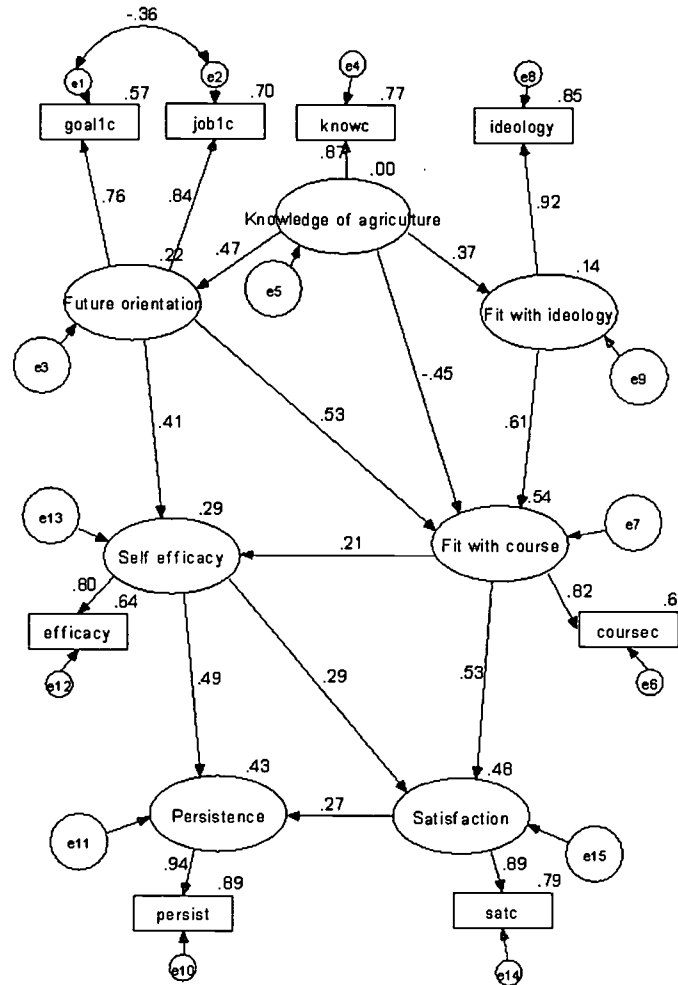 -.36
e1
e2
e4
e8
.57
.70
.77
.85
goal1c
job1c
knowc
ideology
.87
.00
.76
.84
.92
Knowledge of agriculture
.22
.47
.37
.14
Future orientation
e5
Fit with ideology
e3
e9
-.45
.41
.53
.61
.29
.54
e13
e7
Self efficacy
.21
Fit with course
.80
.64
.82
.6
efficacy
coursec
e12
e6
.49
.29
.53
.43
.48
Persistence
.27
Satisfaction
e11
e15
.94
.89
.89
.79
persist
satc
e10
e14